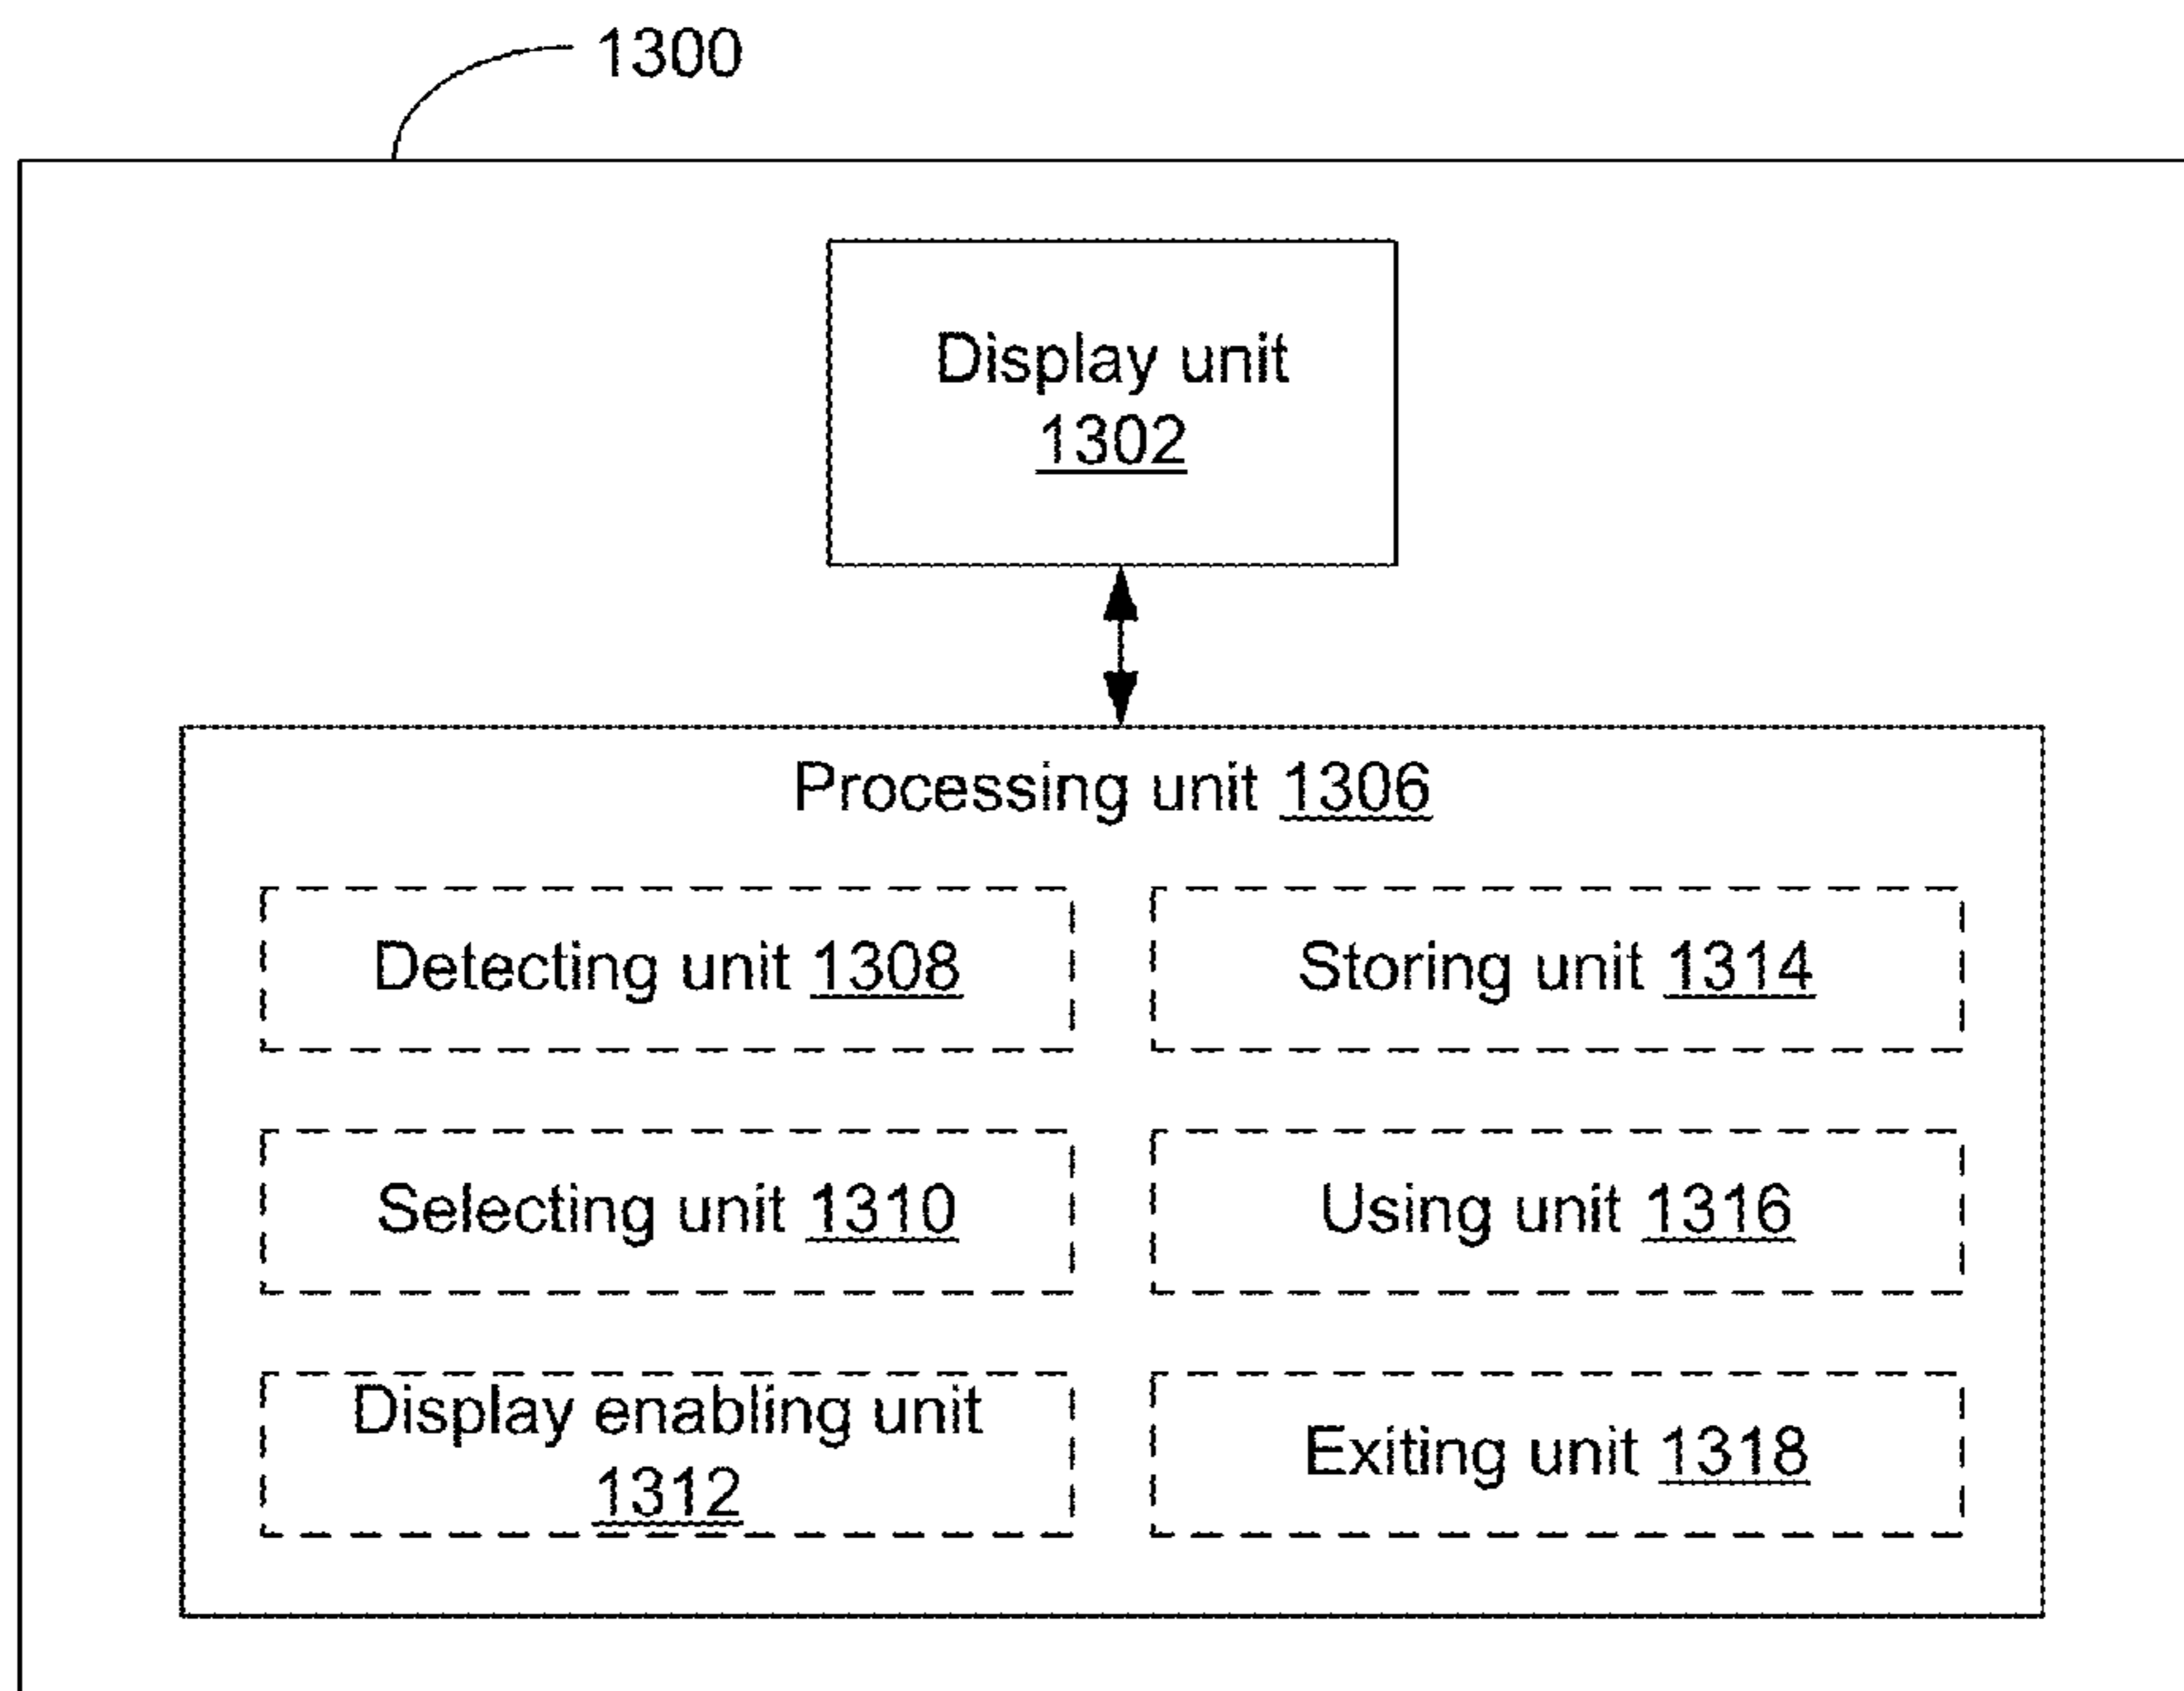 1300
Display unit
1302
Processing unit 1306
Detecting unit 1308
Storing unit 1314
Selecting unit 1310
Using unit 1316
Display enabling unit
1312
Exiting unit 1318